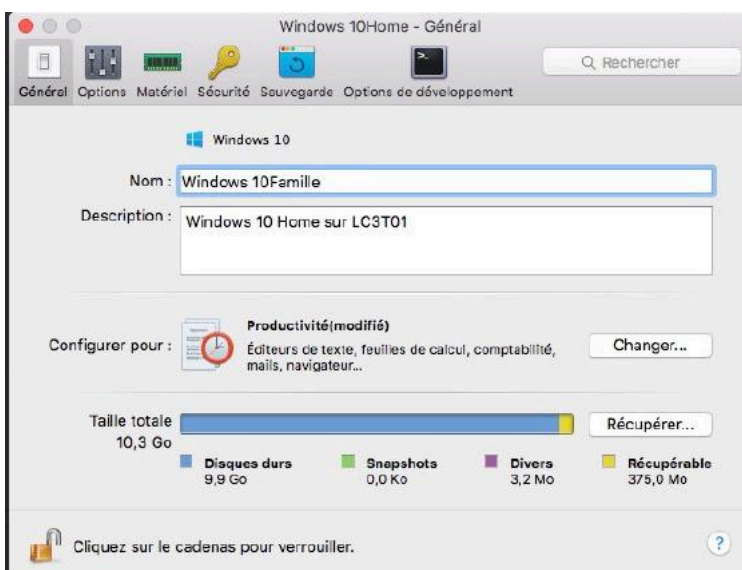 Windows 10Home - Général
Rechercher
Général Options Matériel Sécurité Sauvegarde Options de développement
Windows 10
Nom : Windows 10Famille
Description : Windows 10 Home sur LC3T01
Productivité(modifié)
Configurer pour : Éditeurs de texte, feuilles de calcul, comptabilité, Changer...
mails, navigateur...
Taille totale Récupérer...
10,3 Go
Disques durs Snapshots Divers Récupérable
9,9 Go 0,0 Ko 3,2 Mo 375,0 Mo
Cliquez sur le cadenas pour verrouiller. ?